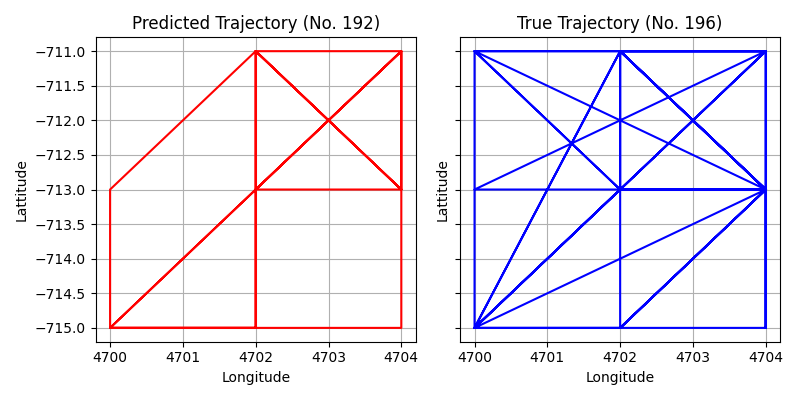 Predicted Trajectory (No. 192)
True Trajectory (No. 196)
−711.0
−711.5
−712.0
−712.5
−713.0
−713.5
−714.0
−714.5
−715.0
Lattitude
Lattitude
4700 4701 4702 4703 4704
4700 4701 4702 4703 4704
Longitude
Longitude